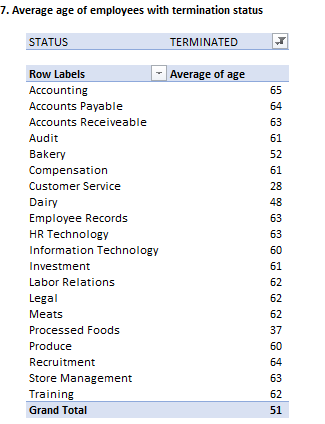 7. Average age of employees with termination status
STATUS TERMINATED
Row Labels Average of age
Accounting 65
Accounts Payable 64
Accounts Receiveable 63
Audit 61
Bakery 52
Compensation 61
Customer Service 28
Dairy 48
Employee Records 63
HR Technology 63
Information Technology 60
Investment 61
Labor Relations 62
Legal 62
Meats 62
Processed Foods 37
Produce 60
Recruitment 64
Store Management 63
Training 62
Grand Total 51